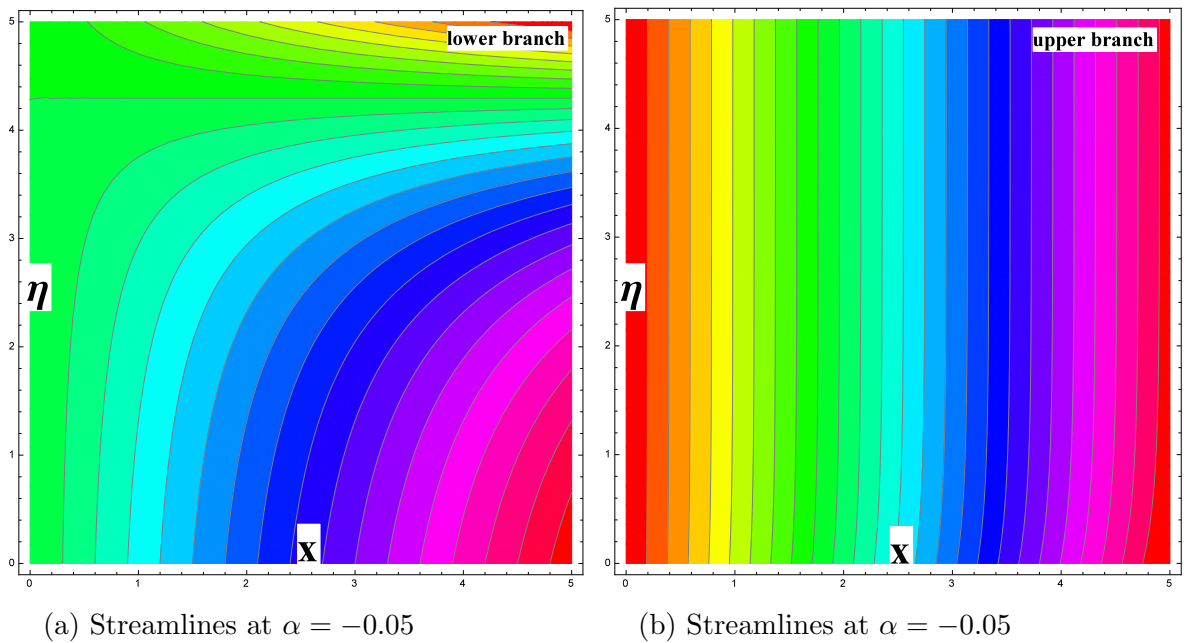 5
4
3
2
1
0
lower branch
η
x
0 1 2 3 4 5
5
4
3
2
1
0
upper branch
η
x
0 1 2 3 4 5
(a) Streamlines at α = −0.05
(b) Streamlines at α = −0.05